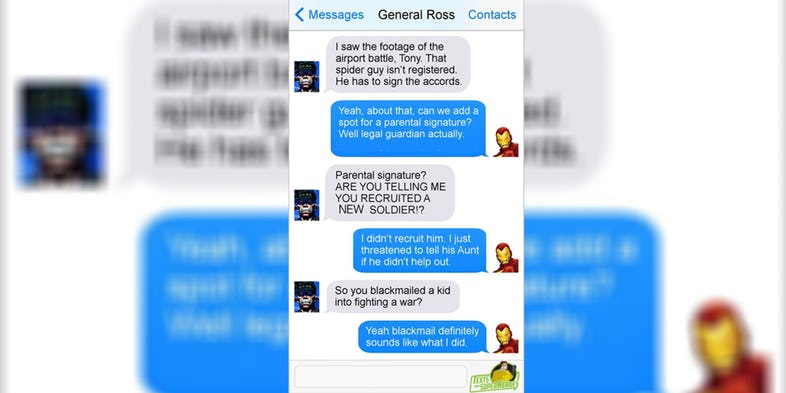 Messages
General Ross
Contacts
I saw the footage of the
airport battle, Tony. That
spider guy isn't registered.
He has to sign the accords.
Yeah, about that, can we add a
spot for a parental signature?
Well legal guardian actually.
Parental signature?
ARE YOU TELLING ME
YOU RECRUITED A
NEW SOLDIER!?
I didn't recruit him. I just
threatened to tell his Aunt
if he didn't help out.
So you blackmailed a kid
into fighting a war?
Yeah blackmail definitely
sounds like what I did.
TEXTS
FROM
SUPERHEROES